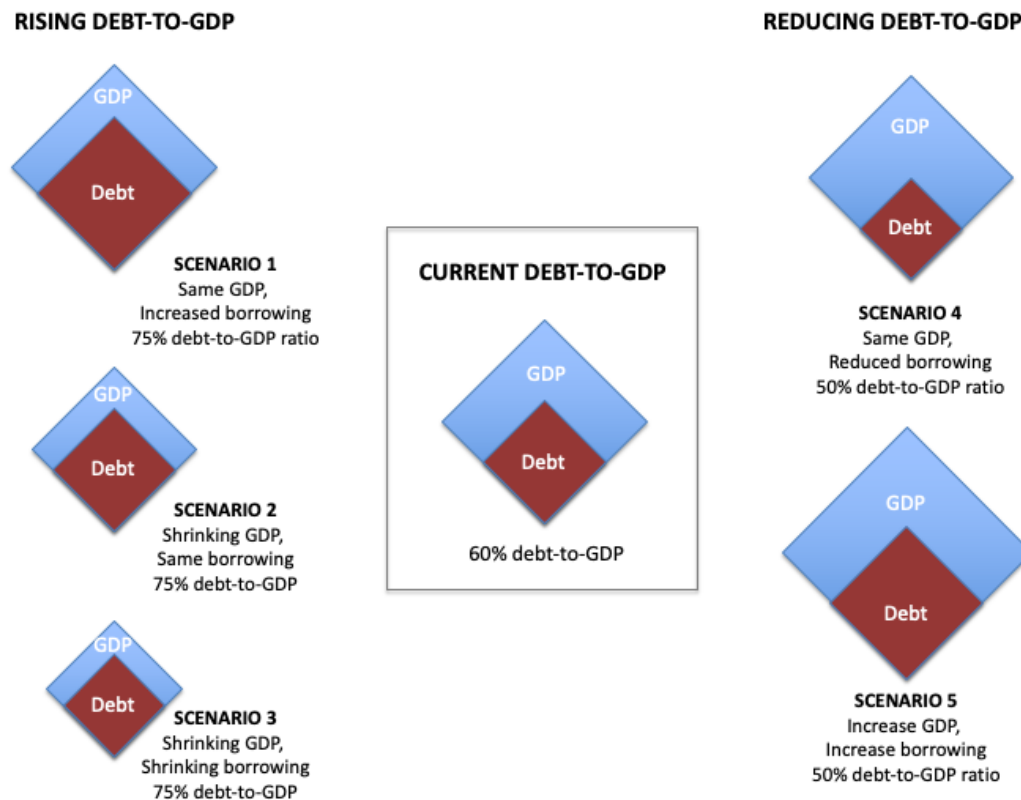 RISING DEBT-TO-GDP
GDP
Debt
SCENARIO 1
Same GDP,
Increased borrowing
75% debt-to-GDP ratio
GDP
Debt
SCENARIO 2
Shrinking GDP,
Same borrowing
75% debt-to-GDP
GDP
Debt
SCENARIO 3
Shrinking GDP,
Shrinking borrowing
75% debt-to-GDP
CURRENT DEBT-TO-GDP
GDP
Debt
60% debt-to-GDP
REDUCING DEBT-TO-GDP
GDP
Debt
SCENARIO 4
Same GDP,
Reduced borrowing
50% debt-to-GDP ratio
GDP
Debt
SCENARIO 5
Increase GDP,
Increase borrowing
50% debt-to-GDP ratio